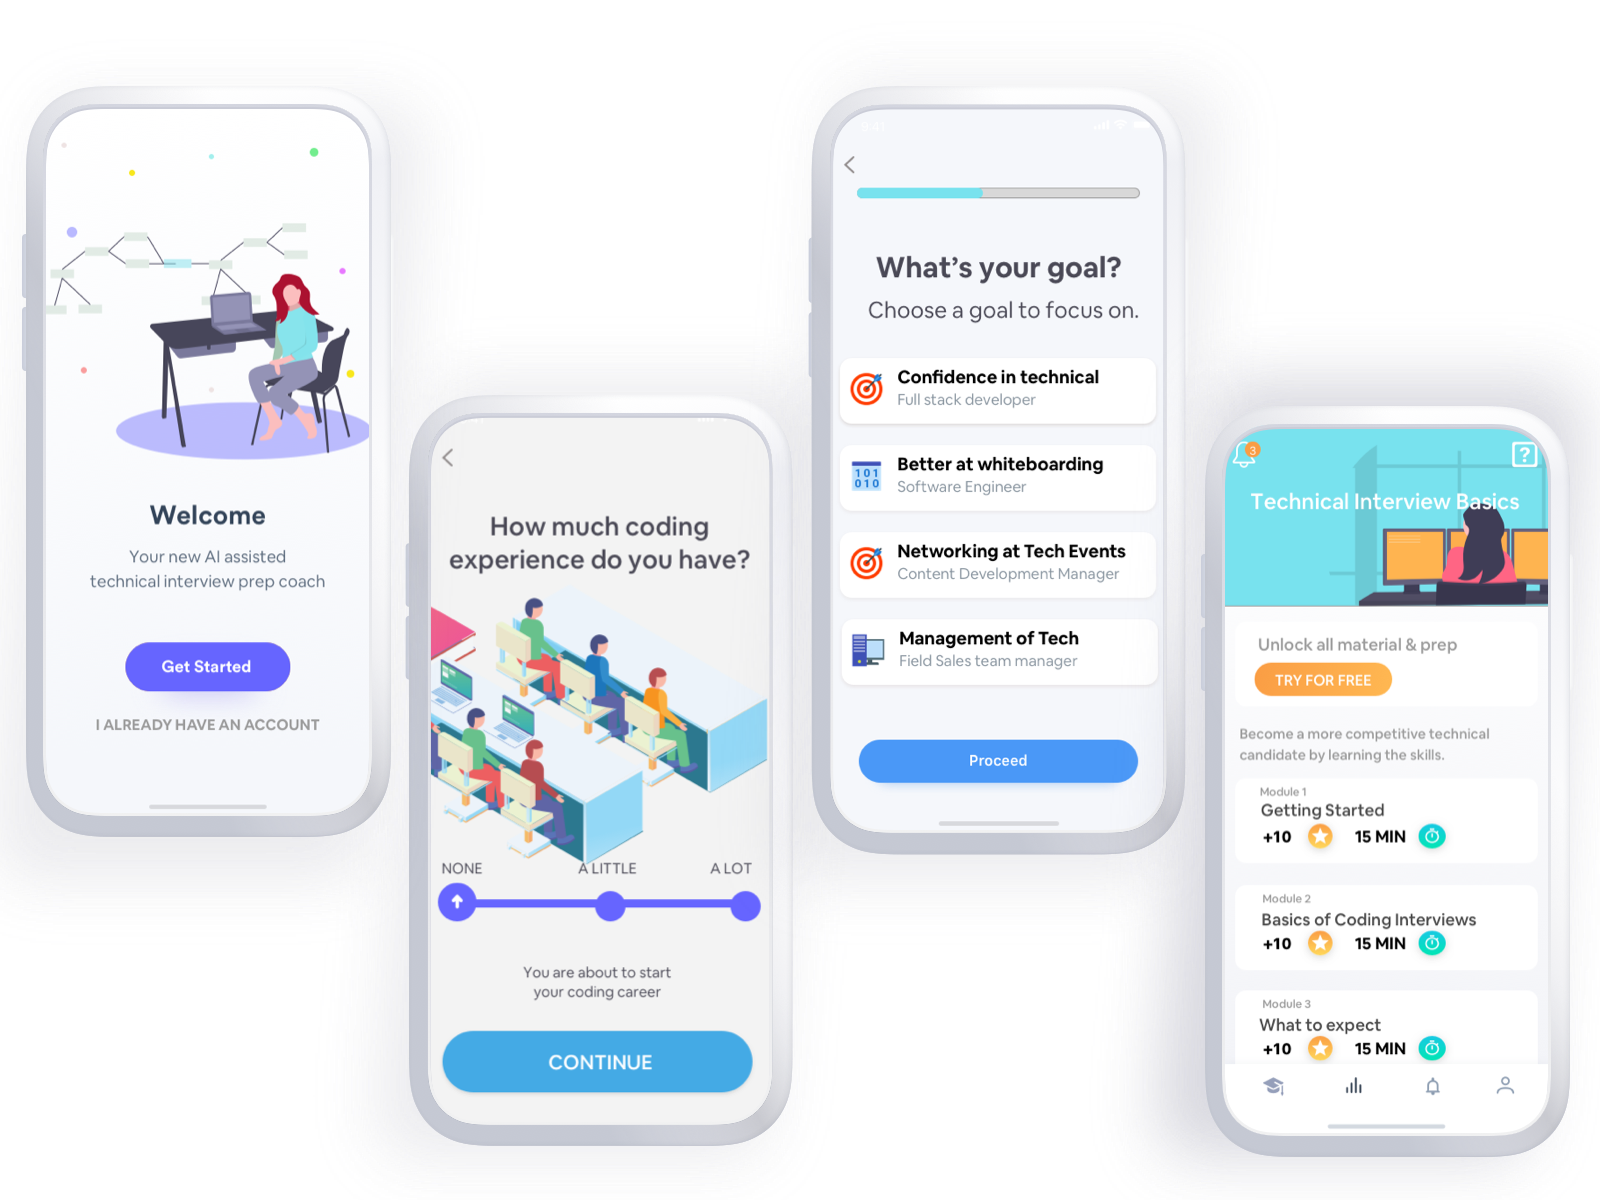 Welcome
Your new AI assisted
technical interview prep coach
Get Started
I ALREADY HAVE AN ACCOUNT
How much coding
experience do you have?
NONE
A LITTLE
A LOT
You are about to start
your coding career
CONTINUE
9:41
What's your goal?
Choose a goal to focus on.
Confidence in technical
Full stack developer
101
010
Better at whiteboarding
Software Engineer
Networking at Tech Events
Content Development Manager
Management of Tech
Field Sales team manager
Proceed
3
?
Technical Interview Basics
Unlock all material & prep
TRY FOR FREE
Become a more competitive technical
candidate by learning the skills.
Module 1
Getting Started
+10 15 MIN
Module 2
Basics of Coding Interviews
+10 15 MIN
Module 3
What to expect
+10 15 MIN